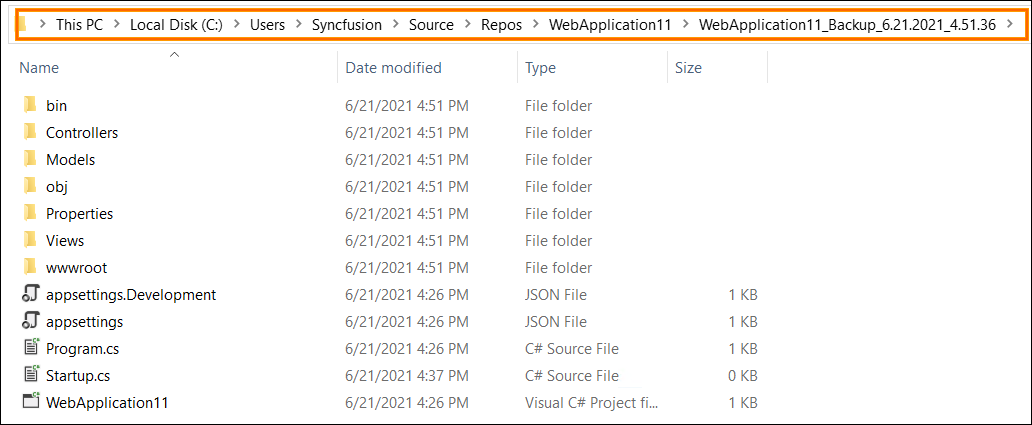 This PC > Local Disk (C:) > Users > Syncfusion > Source > Repos > WebApplication11 > WebApplication11_Backup_6.21.2021_4.51.36 >
Name Date modified Type Size
bin 6/21/2021 4:51 PM File folder
Controllers 6/21/2021 4:51 PM File folder
Models 6/21/2021 4:51 PM File folder
obj 6/21/2021 4:51 PM File folder
Properties 6/21/2021 4:51 PM File folder
Views 6/21/2021 4:51 PM File folder
wwwroot 6/21/2021 4:51 PM File folder
appsettings.Development 6/21/2021 4:26 PM JSON File 1 KB
appsettings 6/21/2021 4:26 PM JSON File 1 KB
Program.cs 6/21/2021 4:26 PM C# Source File 1 KB
Startup.cs 6/21/2021 4:37 PM C# Source File 0 KB
WebApplication11 6/21/2021 4:26 PM Visual C# Project fi... 1 KB